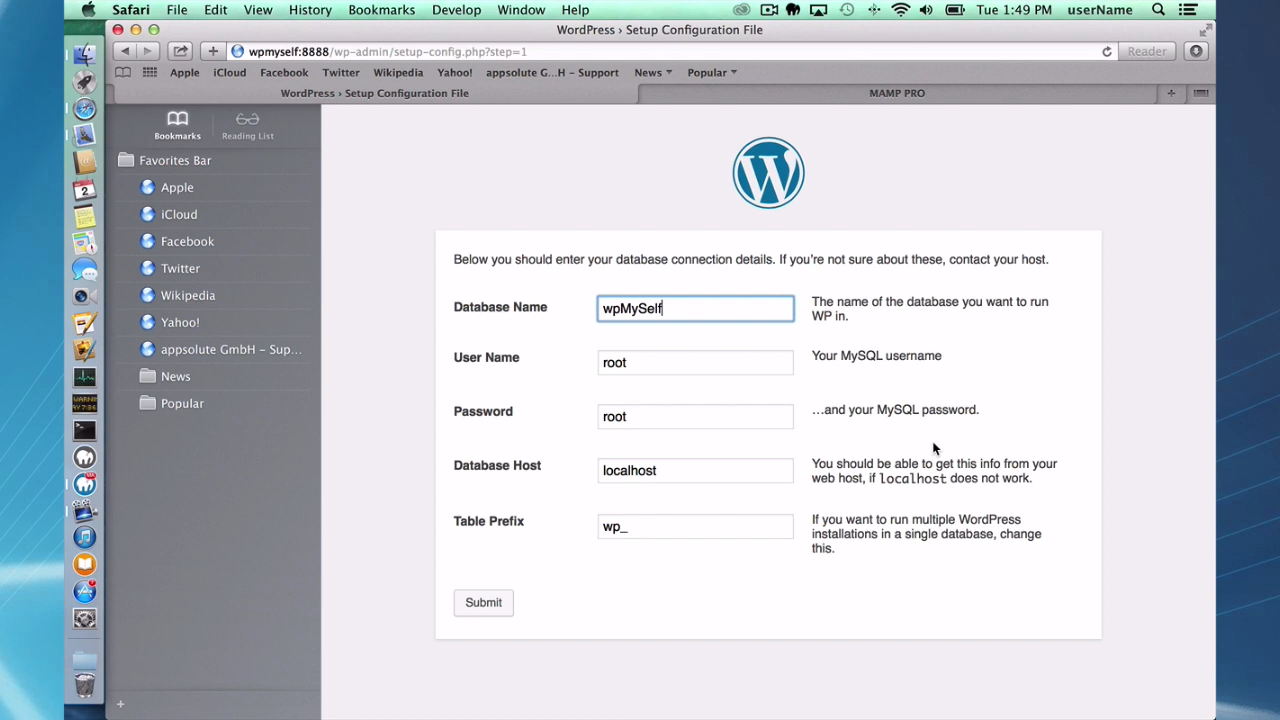 Safari File Edit View History Bookmarks Develop Window Help Tue 1:49 PM userName
WordPress › Setup Configuration File
wpmyself:8888/wp-admin/setup-config.php?step=1 Reader
Apple iCloud Facebook Twitter Wikipedia Yahoo! appsolute G...H – Support News Popular
WordPress › Setup Configuration File MAMP PRO
Bookmarks Reading List
Favorites Bar
Apple
iCloud
Facebook
Twitter
Wikipedia
Yahoo!
appsolute GmbH – Sup...
News
Popular
W
Below you should enter your database connection details. If you're not sure about these, contact your host.
Database Name wpMySelf The name of the database you want to run
WP in.
User Name root Your MySQL username
Password root …and your MySQL password.
Database Host localhost You should be able to get this info from your
web host, if localhost does not work.
Table Prefix wp_ If you want to run multiple WordPress
installations in a single database, change
this.
Submit